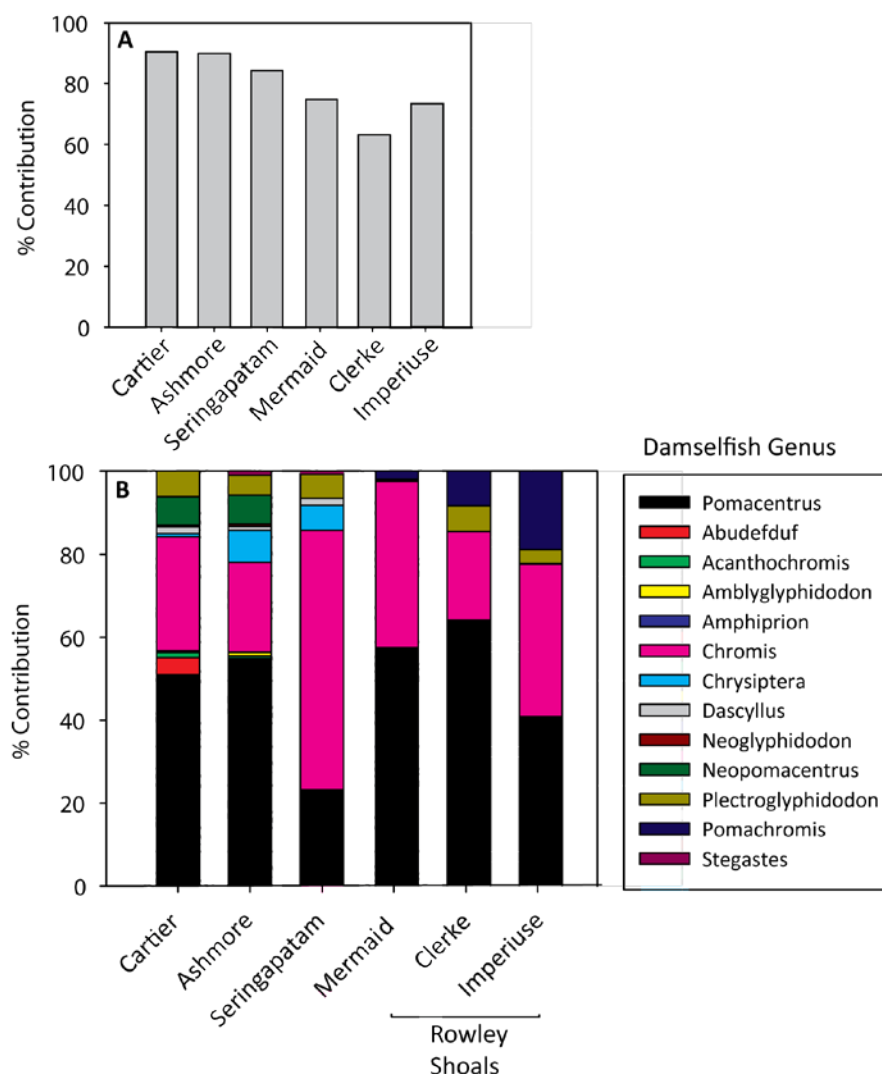 A
% Contribution
100
80
60
40
20
0
Cartier
Ashmore
Seringapatam
Mermaid
Clerke
Imperiuse
B
% Contribution
100
80
60
40
20
0
Cartier
Ashmore
Seringapatam
Mermaid
Clerke
Imperiuse
Rowley
Shoals
Damselfish Genus
Pomacentrus
Abudefduf
Acanthochromis
Amblyglyphidodon
Amphiprion
Chromis
Chrysiptera
Dascyllus
Neoglyphidodon
Neopomacentrus
Plectroglyphidodon
Pomachromis
Stegastes